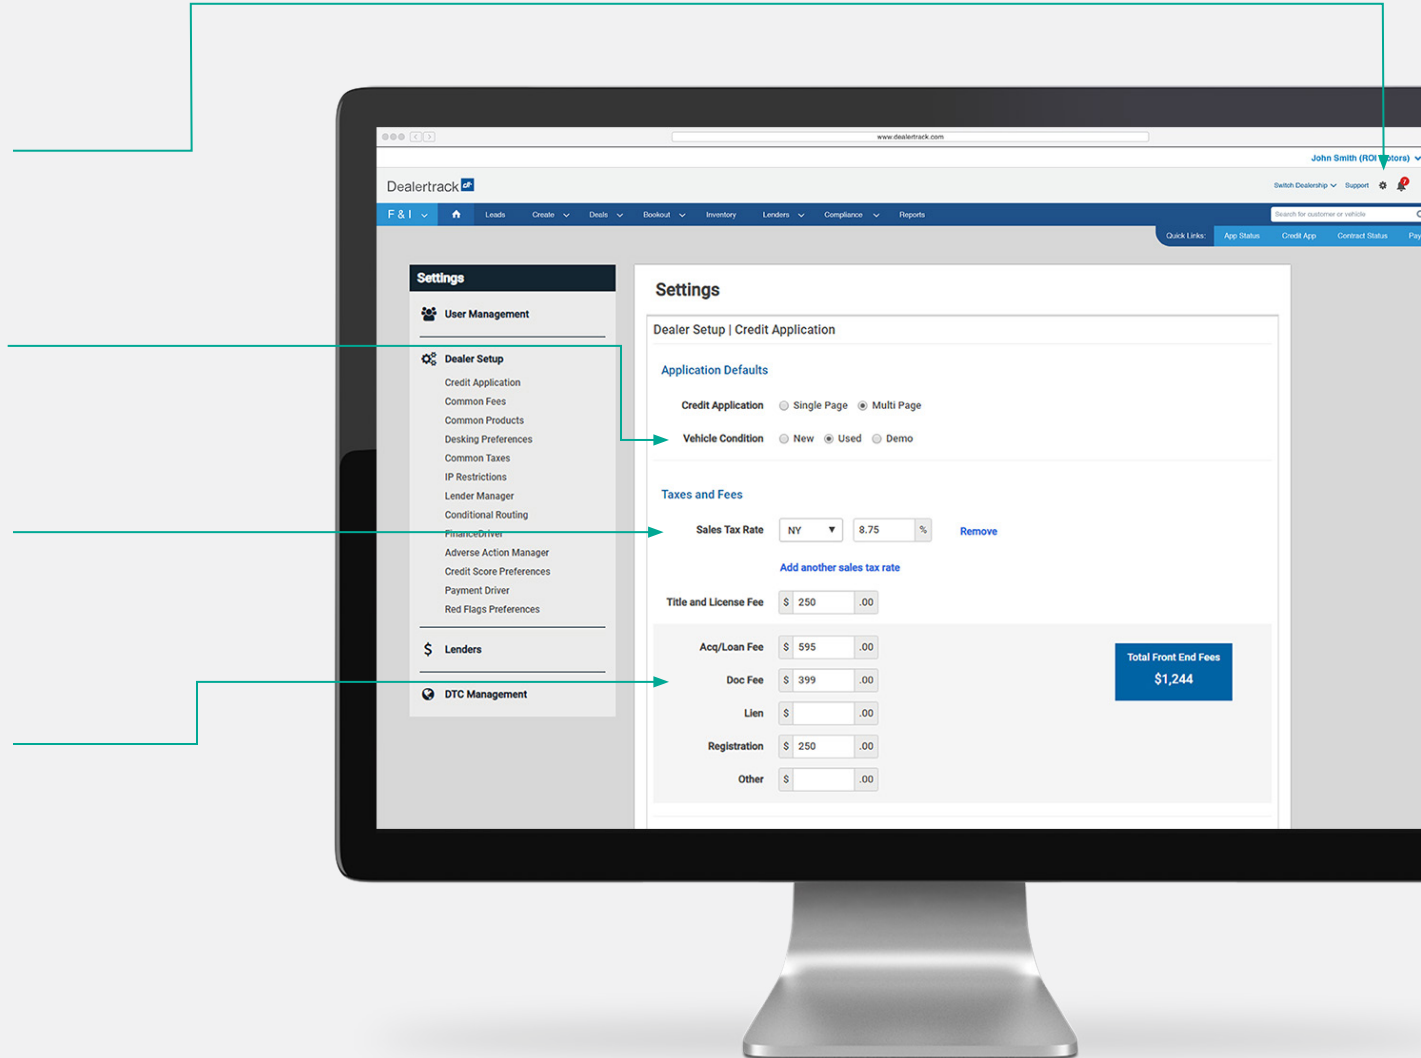 www.dealertrack.com
John Smith (ROI Motors)
Dealertrack
Switch Dealership Support 7
F & I Leads Create Deals Bookout Inventory Lenders Compliance Reports Search for customer or vehicle
Quick Links: App Status Credit App Contract Status Pay
Settings
User Management
Dealer Setup
Credit Application
Common Fees
Common Products
Desking Preferences
Common Taxes
IP Restrictions
Lender Manager
Conditional Routing
FinanceDriver
Adverse Action Manager
Credit Score Preferences
Payment Driver
Red Flags Preferences
$ Lenders
DTC Management
Settings
Dealer Setup | Credit Application
Application Defaults
Credit Application Single Page Multi Page
Vehicle Condition New Used Demo
Taxes and Fees
Sales Tax Rate NY 8.75 % Remove
Add another sales tax rate
Title and License Fee $ 250 .00
Acq/Loan Fee $ 595 .00
Doc Fee $ 399 .00
Lien $ .00
Registration $ 250 .00
Other $ .00
Total Front End Fees
$1,244